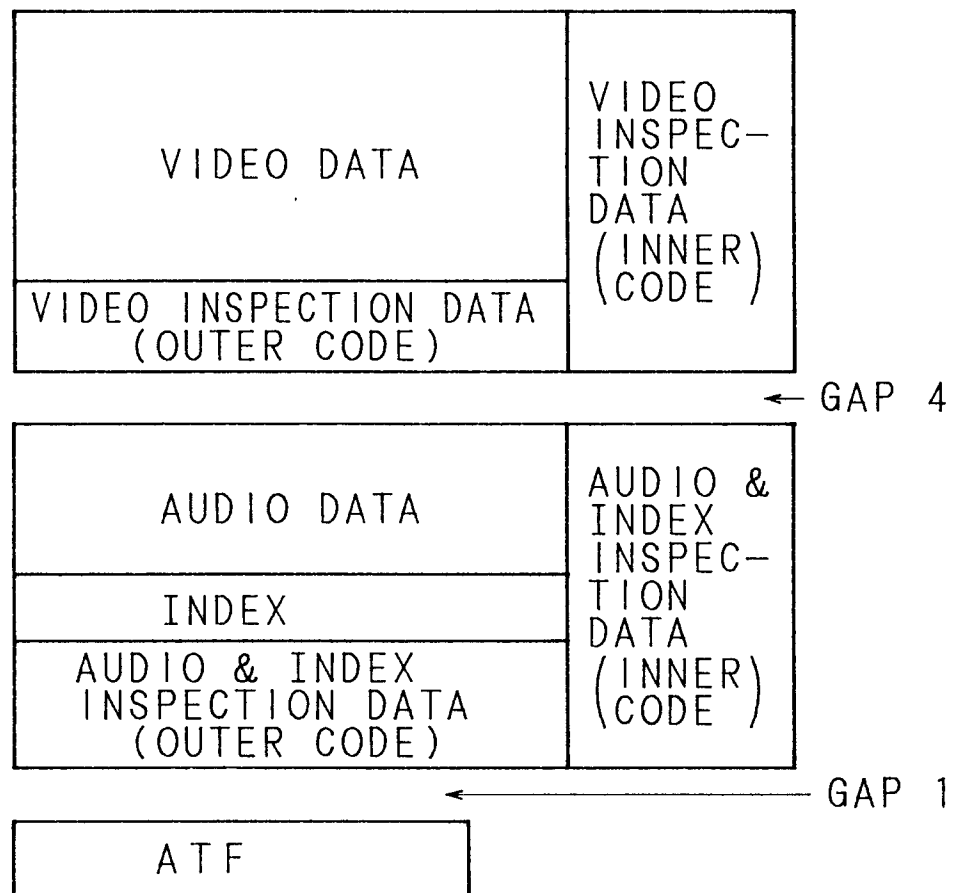 VIDEO DATA
VIDEO INSPECTION DATA
(OUTER CODE)
VIDEO
INSPEC-
TION
DATA
(INNER
CODE)
GAP 4
AUDIO DATA
INDEX
AUDIO & INDEX
INSPECTION DATA
(OUTER CODE)
AUDIO &
INDEX
INSPEC-
TION
DATA
(INNER
CODE)
GAP 1
ATF